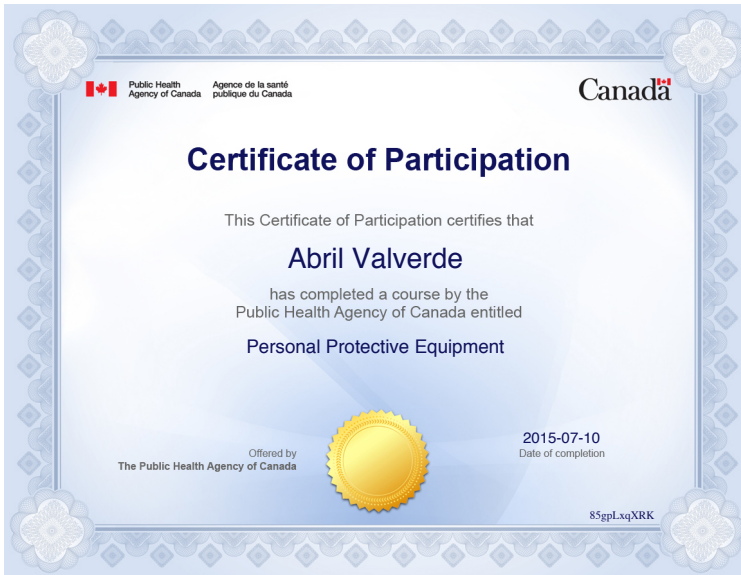 Public Health Agence de la santé
Agency of Canada publique du Canada
Canada
Certificate of Participation
This Certificate of Participation certifies that
Abril Valverde
has completed a course by the
Public Health Agency of Canada entitled
Personal Protective Equipment
Offered by
The Public Health Agency of Canada
2015-07-10
Date of completion
85gpLxqXRK